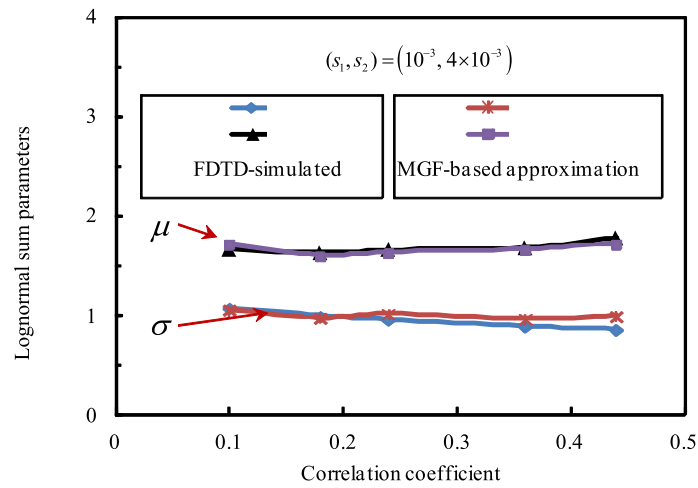 4
3
2
1
0
Lognormal sum parameters
(s₁, s₂) = (10⁻³, 4×10⁻³)
FDTD-simulated
MGF-based approximation
μ
σ
0 0.1 0.2 0.3 0.4 0.5
Correlation coefficient